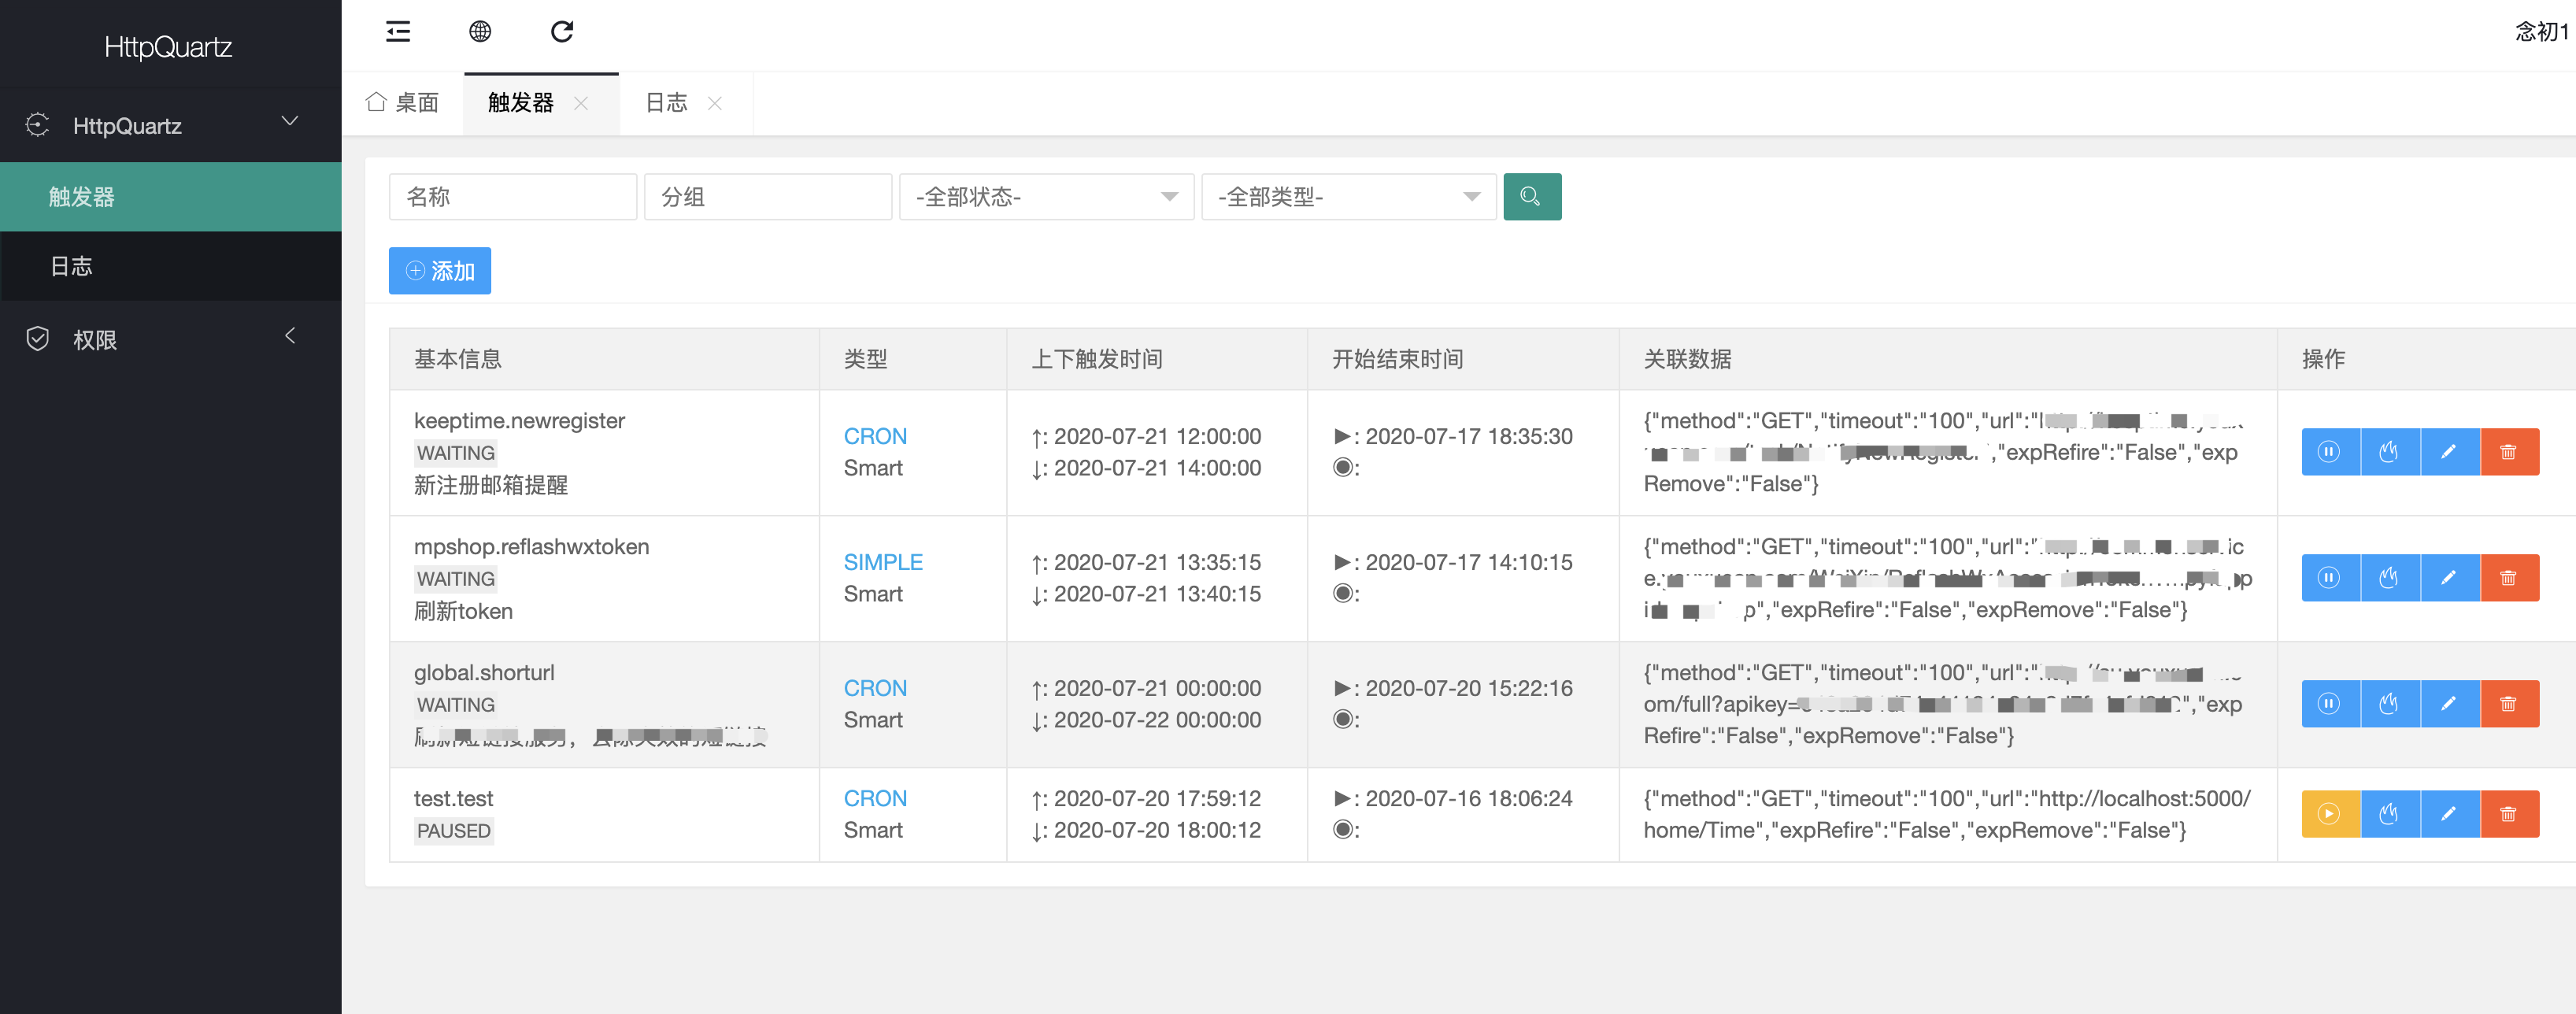 HttpQuartz
念初1
HttpQuartz
触发器
日志
权限
桌面 触发器 日志
名称 分组 -全部状态- -全部类型-
添加
基本信息 类型 上下触发时间 开始结束时间 关联数据 操作
keeptime.newregister
WAITING
新注册邮箱提醒
CRON
Smart
↑: 2020-07-21 12:00:00
↓: 2020-07-21 14:00:00
▶: 2020-07-17 18:35:30
◉:
{"method":"GET","timeout":"100","url":"
","expRefire":"False","exp
Remove":"False"}
mpshop.reflashwxtoken
WAITING
刷新token
SIMPLE
Smart
↑: 2020-07-21 13:35:15
↓: 2020-07-21 13:40:15
▶: 2020-07-17 14:10:15
◉:
{"method":"GET","timeout":"100","url":"
","expRefire":"False","expRemove":"False"}
global.shorturl
WAITING
CRON
Smart
↑: 2020-07-21 00:00:00
↓: 2020-07-22 00:00:00
▶: 2020-07-20 15:22:16
◉:
{"method":"GET","timeout":"100","url":"
om/full?apikey= ","exp
Refire":"False","expRemove":"False"}
test.test
PAUSED
CRON
Smart
↑: 2020-07-20 17:59:12
↓: 2020-07-20 18:00:12
▶: 2020-07-16 18:06:24
◉:
{"method":"GET","timeout":"100","url":"http://localhost:5000/
home/Time","expRefire":"False","expRemove":"False"}